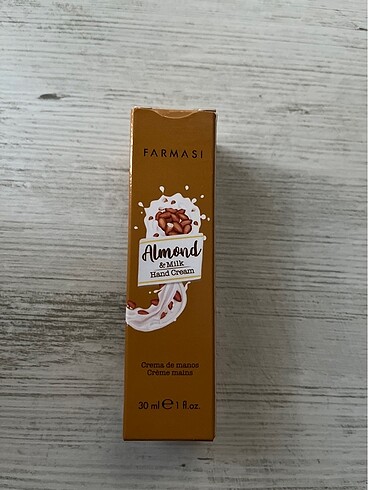 FARMASI
Almond
& Milk
Hand Cream
Crema de manos
Crème mains
30 ml ℮ 1 fl.oz.